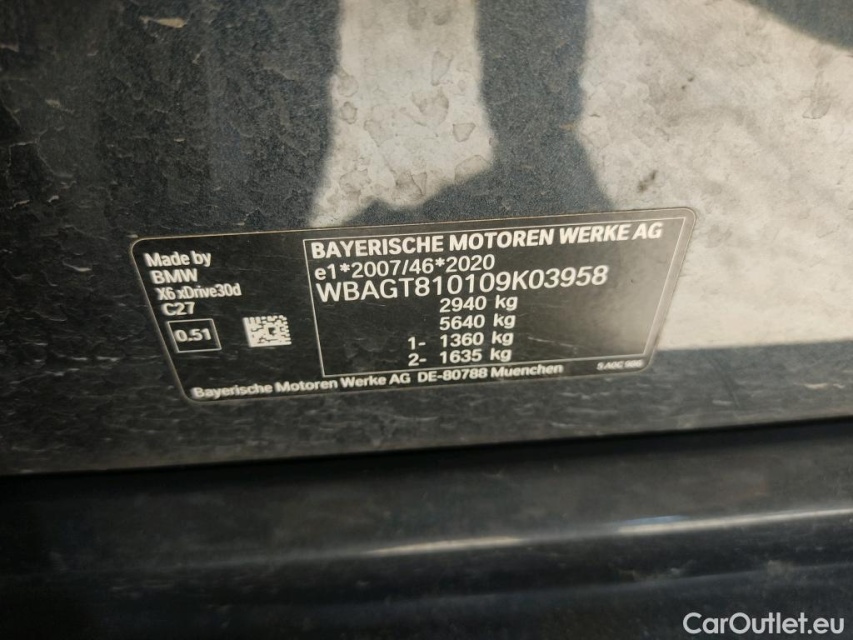 Made by
BMW
X6 xDrive30d
C27
0.51
BAYERISCHE MOTOREN WERKE AG
e1*2007/46*2020
WBAGT810109K03958
2940 kg
5640 kg
1- 1360 kg
2- 1635 kg
Bayerische Motoren Werke AG DE-80788 Muenchen
CarOutlet.eu